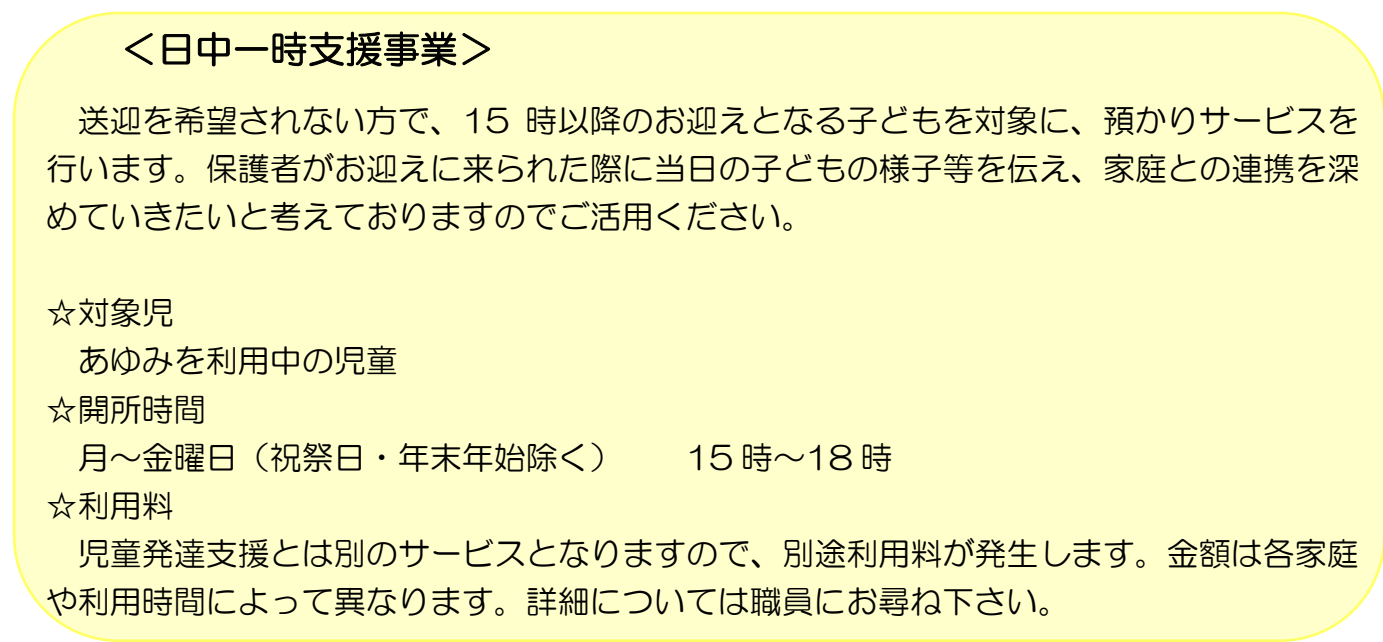 ＜日中一時支援事業＞
送迎を希望されない方で、15 時以降のお迎えとなる子どもを対象に、預かりサービスを
行います。保護者がお迎えに来られた際に当日の子どもの様子等を伝え、家庭との連携を深
めていきたいと考えておりますのでご活用ください。
☆対象児
あゆみを利用中の児童
☆開所時間
月～金曜日（祝祭日・年末年始除く）　　15時～18時
☆利用料
児童発達支援とは別のサービスとなりますので、別途利用料が発生します。金額は各家庭
や利用時間によって異なります。詳細については職員にお尋ね下さい。